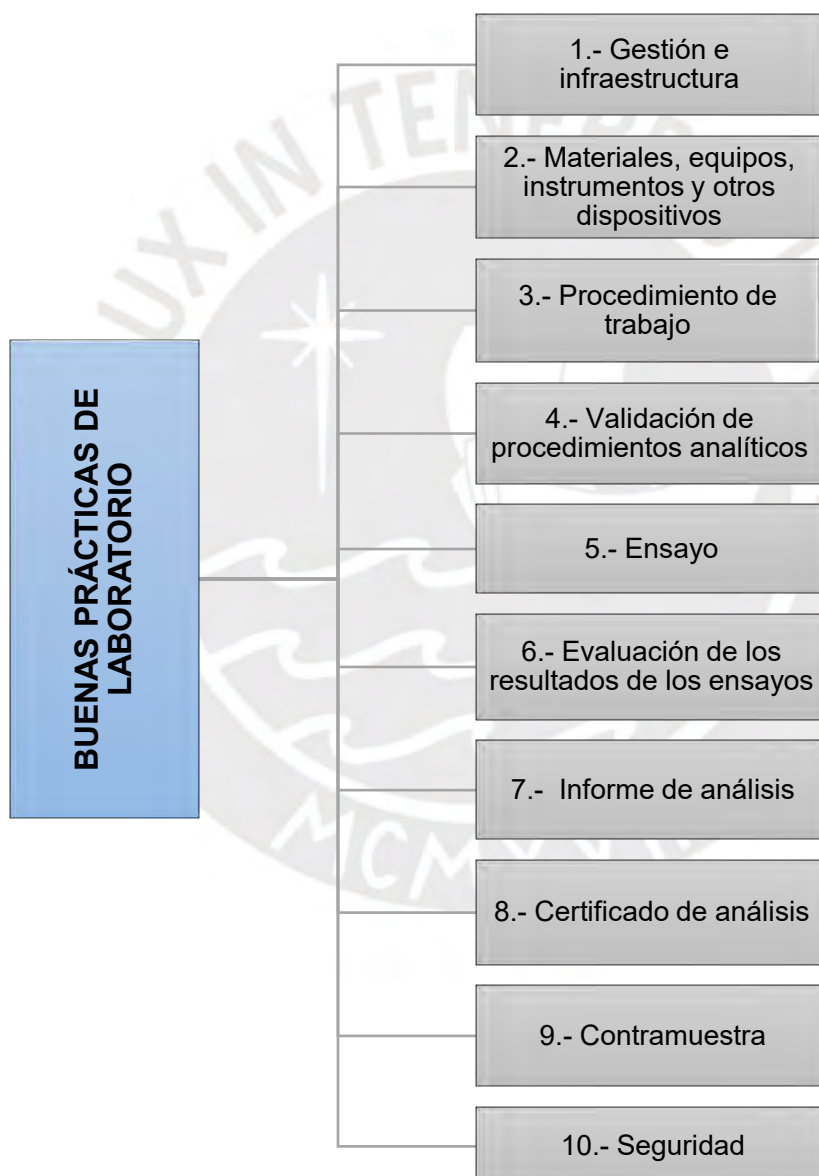 BUENAS PRÁCTICAS DE
LABORATORIO
1.- Gestión e
infraestructura
2.- Materiales, equipos,
instrumentos y otros
dispositivos
3.- Procedimiento de
trabajo
4.- Validación de
procedimientos analíticos
5.- Ensayo
6.- Evaluación de los
resultados de los ensayos
7.- Informe de análisis
8.- Certificado de análisis
9.- Contramuestra
10.- Seguridad